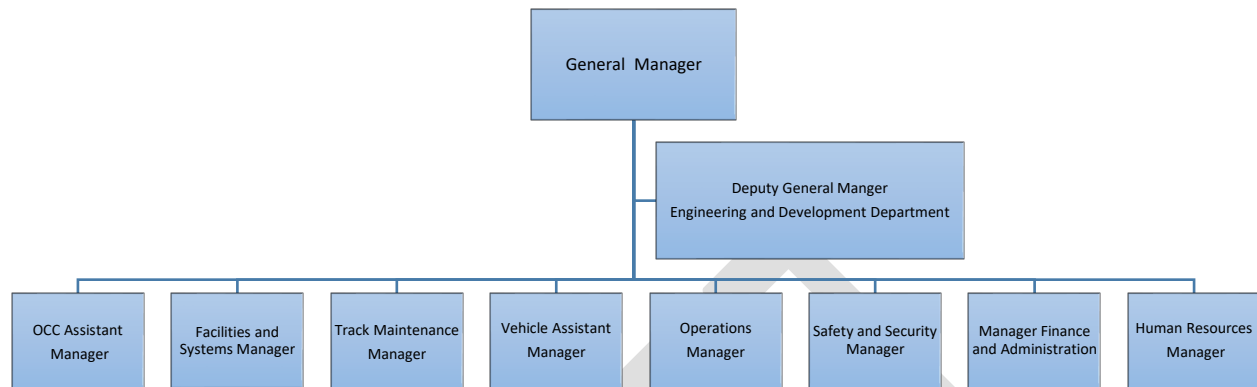 General Manager
Deputy General Manger
Engineering and Development Department
OCC Assistant
Manager
Facilities and
Systems Manager
Track Maintenance
Manager
Vehicle Assistant
Manager
Operations
Manager
Safety and Security
Manager
Manager Finance
and Administration
Human Resources
Manager